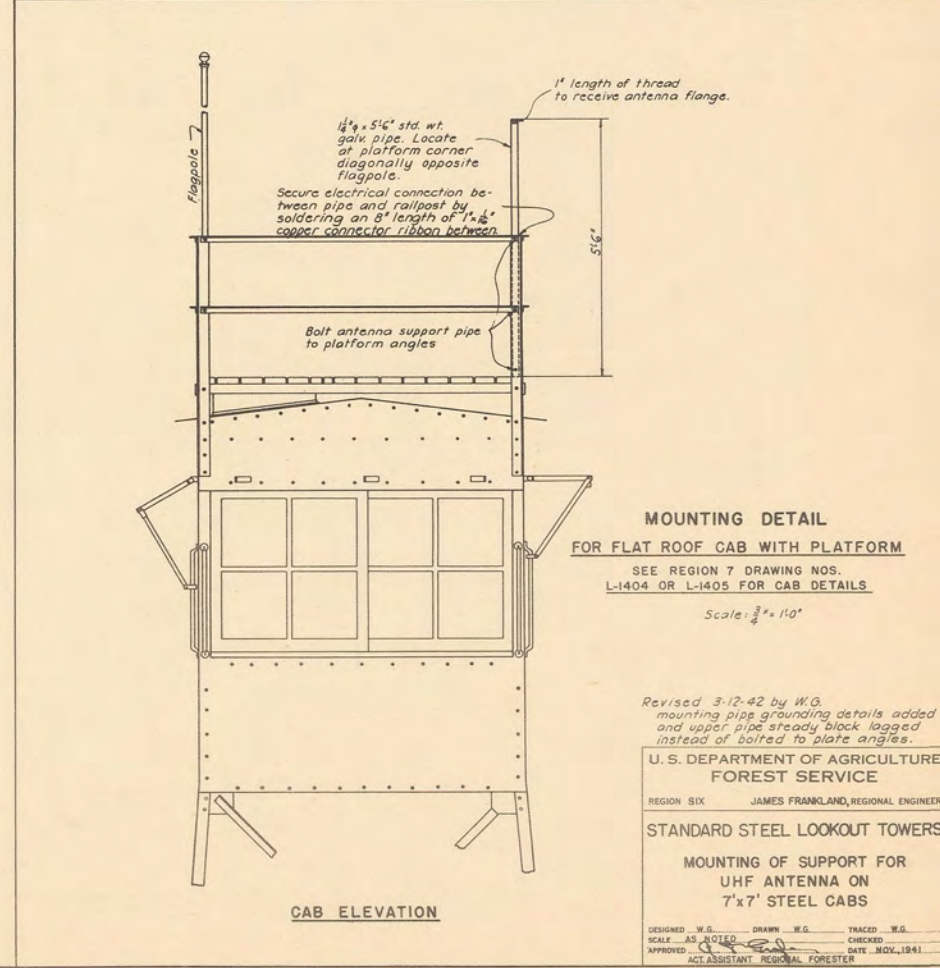 1" length of thread
to receive antenna flange.
Flagpole
1¼"φ x 5'-6" std. wt.
galv. pipe. Locate
at platform corner
diagonally opposite
flagpole.
Secure electrical connection be-
tween pipe and railpost by
soldering an 8" length of 1"x 1/16"
copper connector ribbon between.
5'-6"
Bolt antenna support pipe
to platform angles
MOUNTING DETAIL
FOR FLAT ROOF CAB WITH PLATFORM
SEE REGION 7 DRAWING NOS.
L-1404 OR L-1405 FOR CAB DETAILS
Scale: ¾" = 1'-0"
CAB ELEVATION
Revised 3-12-42 by W.G.
mounting pipe grounding details added
and upper pipe steady block lagged
instead of bolted to plate angles.
U. S. DEPARTMENT OF AGRICULTURE
FOREST SERVICE
REGION SIX JAMES FRANKLAND, REGIONAL ENGINEER
STANDARD STEEL LOOKOUT TOWERS
MOUNTING OF SUPPORT FOR
UHF ANTENNA ON
7'x7' STEEL CABS
DESIGNED W.G. DRAWN W.G. TRACED W.G.
SCALE AS NOTED CHECKED
APPROVED DATE NOV., 1941
ACT. ASSISTANT REGIONAL FORESTER